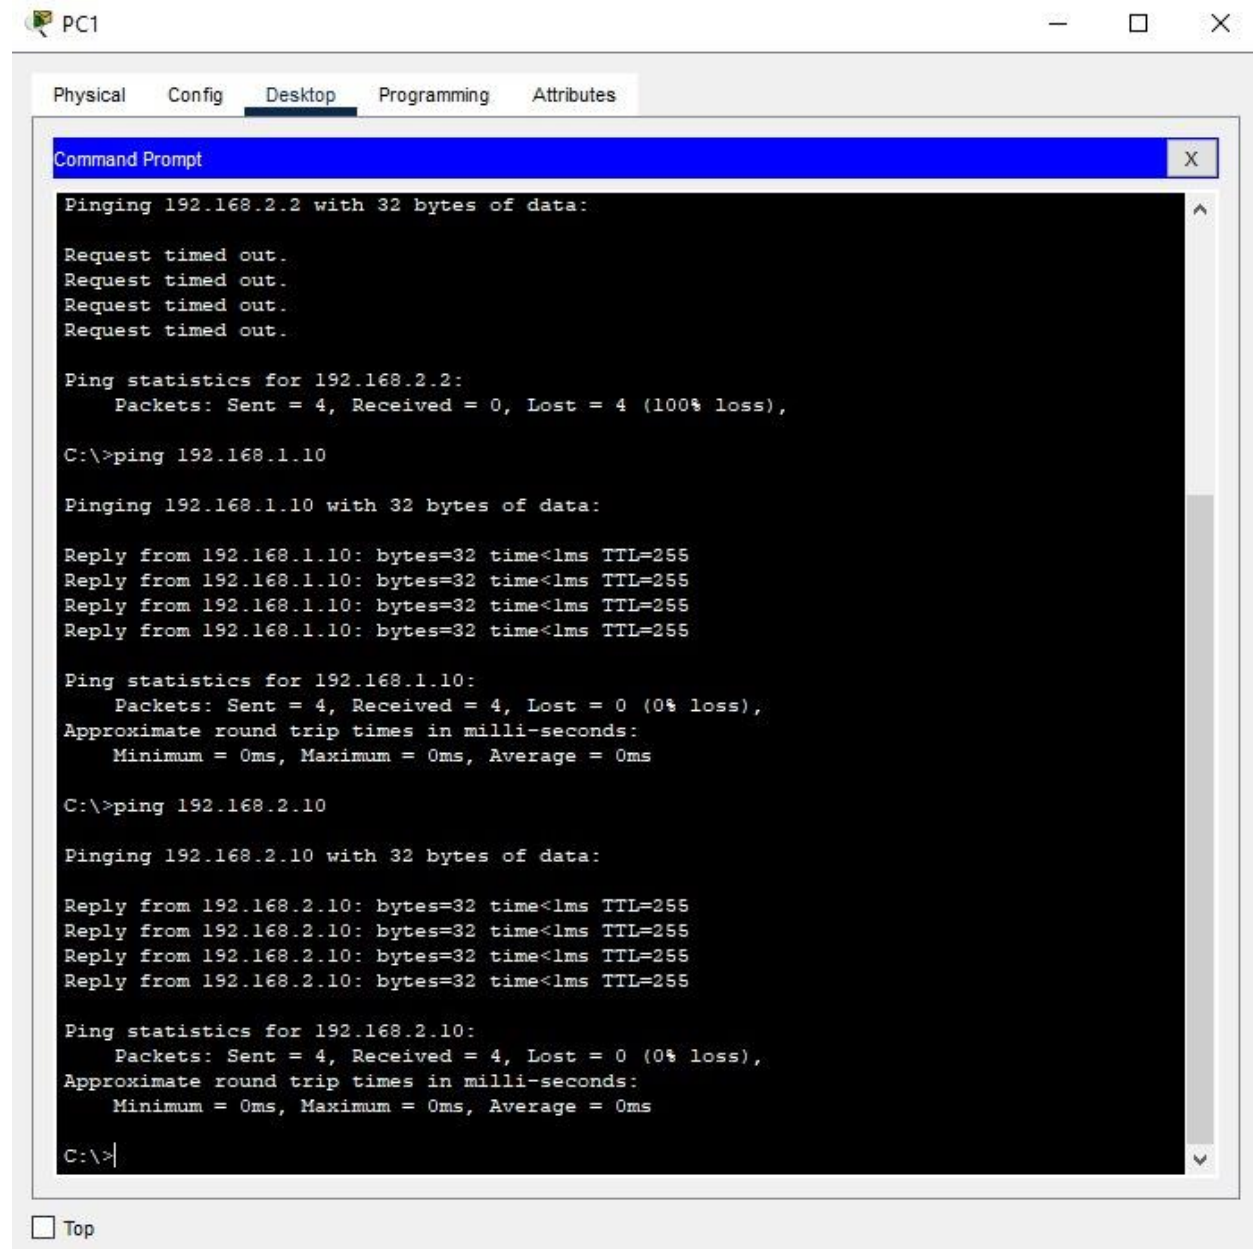 PC1
Physical Config Desktop Programming Attributes
Command Prompt X
Pinging 192.168.2.2 with 32 bytes of data:
Request timed out.
Request timed out.
Request timed out.
Request timed out.
Ping statistics for 192.168.2.2:
    Packets: Sent = 4, Received = 0, Lost = 4 (100% loss),
C:\>ping 192.168.1.10
Pinging 192.168.1.10 with 32 bytes of data:
Reply from 192.168.1.10: bytes=32 time<1ms TTL=255
Reply from 192.168.1.10: bytes=32 time<1ms TTL=255
Reply from 192.168.1.10: bytes=32 time<1ms TTL=255
Reply from 192.168.1.10: bytes=32 time<1ms TTL=255
Ping statistics for 192.168.1.10:
    Packets: Sent = 4, Received = 4, Lost = 0 (0% loss),
Approximate round trip times in milli-seconds:
    Minimum = 0ms, Maximum = 0ms, Average = 0ms
C:\>ping 192.168.2.10
Pinging 192.168.2.10 with 32 bytes of data:
Reply from 192.168.2.10: bytes=32 time<1ms TTL=255
Reply from 192.168.2.10: bytes=32 time<1ms TTL=255
Reply from 192.168.2.10: bytes=32 time<1ms TTL=255
Reply from 192.168.2.10: bytes=32 time<1ms TTL=255
Ping statistics for 192.168.2.10:
    Packets: Sent = 4, Received = 4, Lost = 0 (0% loss),
Approximate round trip times in milli-seconds:
    Minimum = 0ms, Maximum = 0ms, Average = 0ms
C:\>
Top